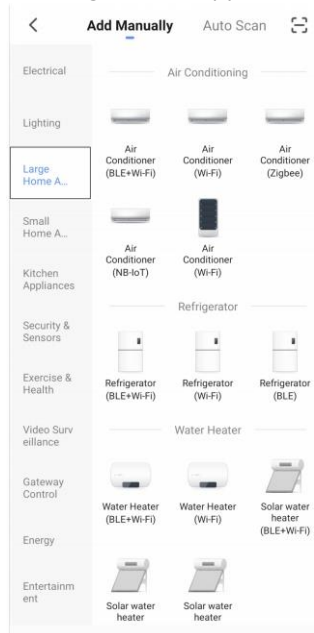 Add Manually
Auto Scan
Electrical
Lighting
Large
Home A...
Small
Home A...
Kitchen
Appliances
Security &
Sensors
Exercise &
Health
Video Surv
eillance
Gateway
Control
Energy
Entertainm
ent
Air Conditioning
Air
Conditioner
(BLE+Wi-Fi)
Air
Conditioner
(Wi-Fi)
Air
Conditioner
(Zigbee)
Air
Conditioner
(NB-IoT)
Air
Conditioner
(Wi-Fi)
Refrigerator
Refrigerator
(BLE+Wi-Fi)
Refrigerator
(Wi-Fi)
Refrigerator
(BLE)
Water Heater
Water Heater
(BLE+Wi-Fi)
Water Heater
(Wi-Fi)
Solar water
heater
(BLE+Wi-Fi)
Solar water
heater
Solar water
heater